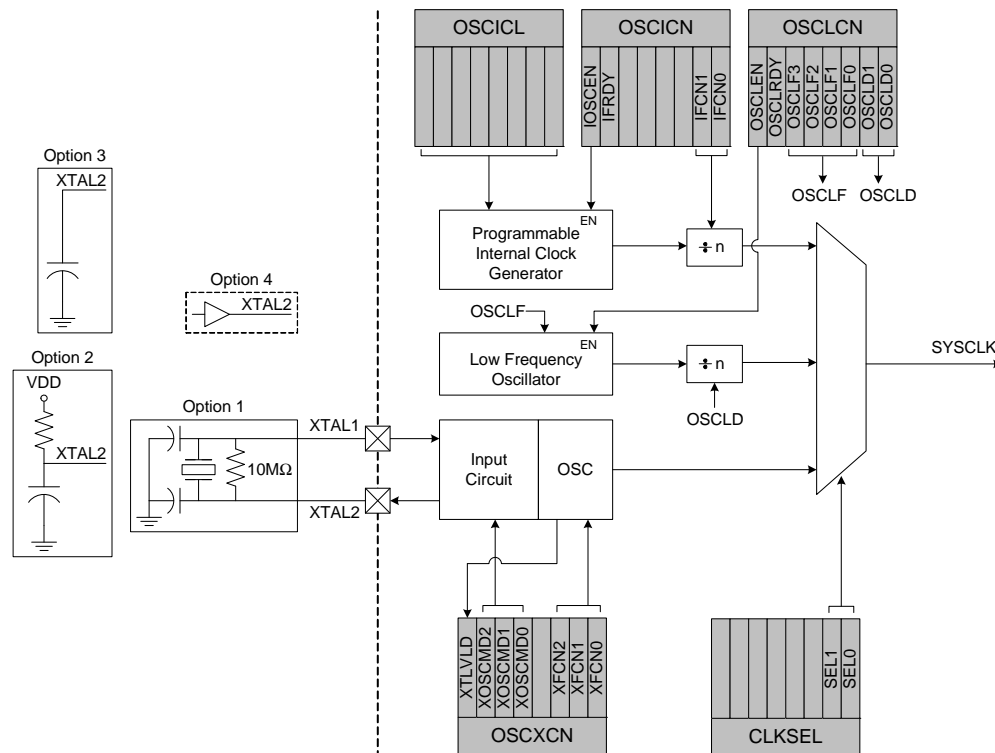 OSCICL
OSCICN
IOSCEN
IFRDY
IFCN1
IFCN0
OSCLCN
OSCLEN
OSCLRDY
OSCLF3
OSCLF2
OSCLF1
OSCLF0
OSCLD1
OSCLD0
OSCLF
OSCLD
Option 3
XTAL2
Option 4
XTAL2
EN
Programmable
Internal Clock
Generator
÷ n
OSCLF
EN
Low Frequency
Oscillator
÷ n
OSCLD
SYSCLK
Option 2
VDD
XTAL2
Option 1
10MΩ
XTAL1
XTAL2
Input
Circuit
OSC
XTLVLD
XOSCMD2
XOSCMD1
XOSCMD0
XFCN2
XFCN1
XFCN0
OSCXCN
SEL1
SEL0
CLKSEL